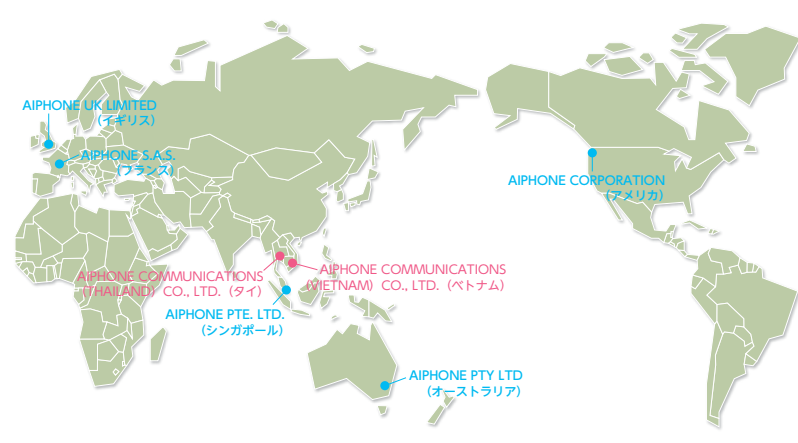 AIPHONE UK LIMITED
(イギリス)
AIPHONE S.A.S.
(フランス)
AIPHONE CORPORATION
(アメリカ)
AIPHONE COMMUNICATIONS
(THAILAND) CO., LTD. (タイ)
AIPHONE COMMUNICATIONS
(VIETNAM) CO., LTD. (ベトナム)
AIPHONE PTE. LTD.
(シンガポール)
AIPHONE PTY LTD
(オーストラリア)